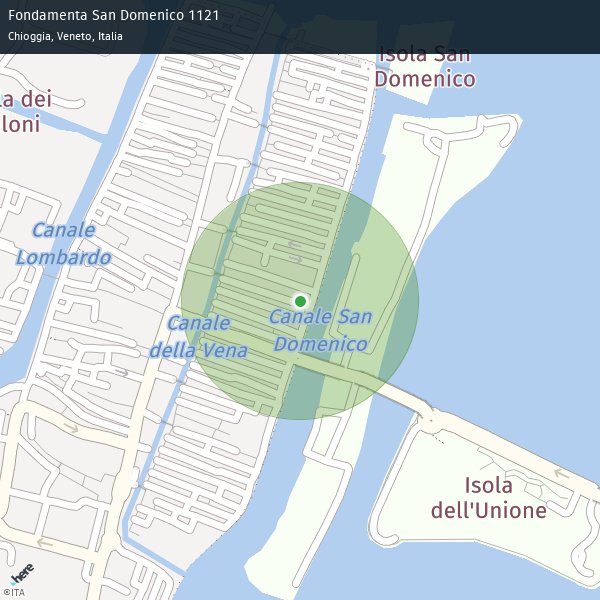 Fondamenta San Domenico 1121
Chioggia, Veneto, Italia
Isola San
Domenico
la dei
loni
Canale
Lombardo
Canale
della Vena
Canale San
Domenico
Isola
dell'Unione
here
©ITA